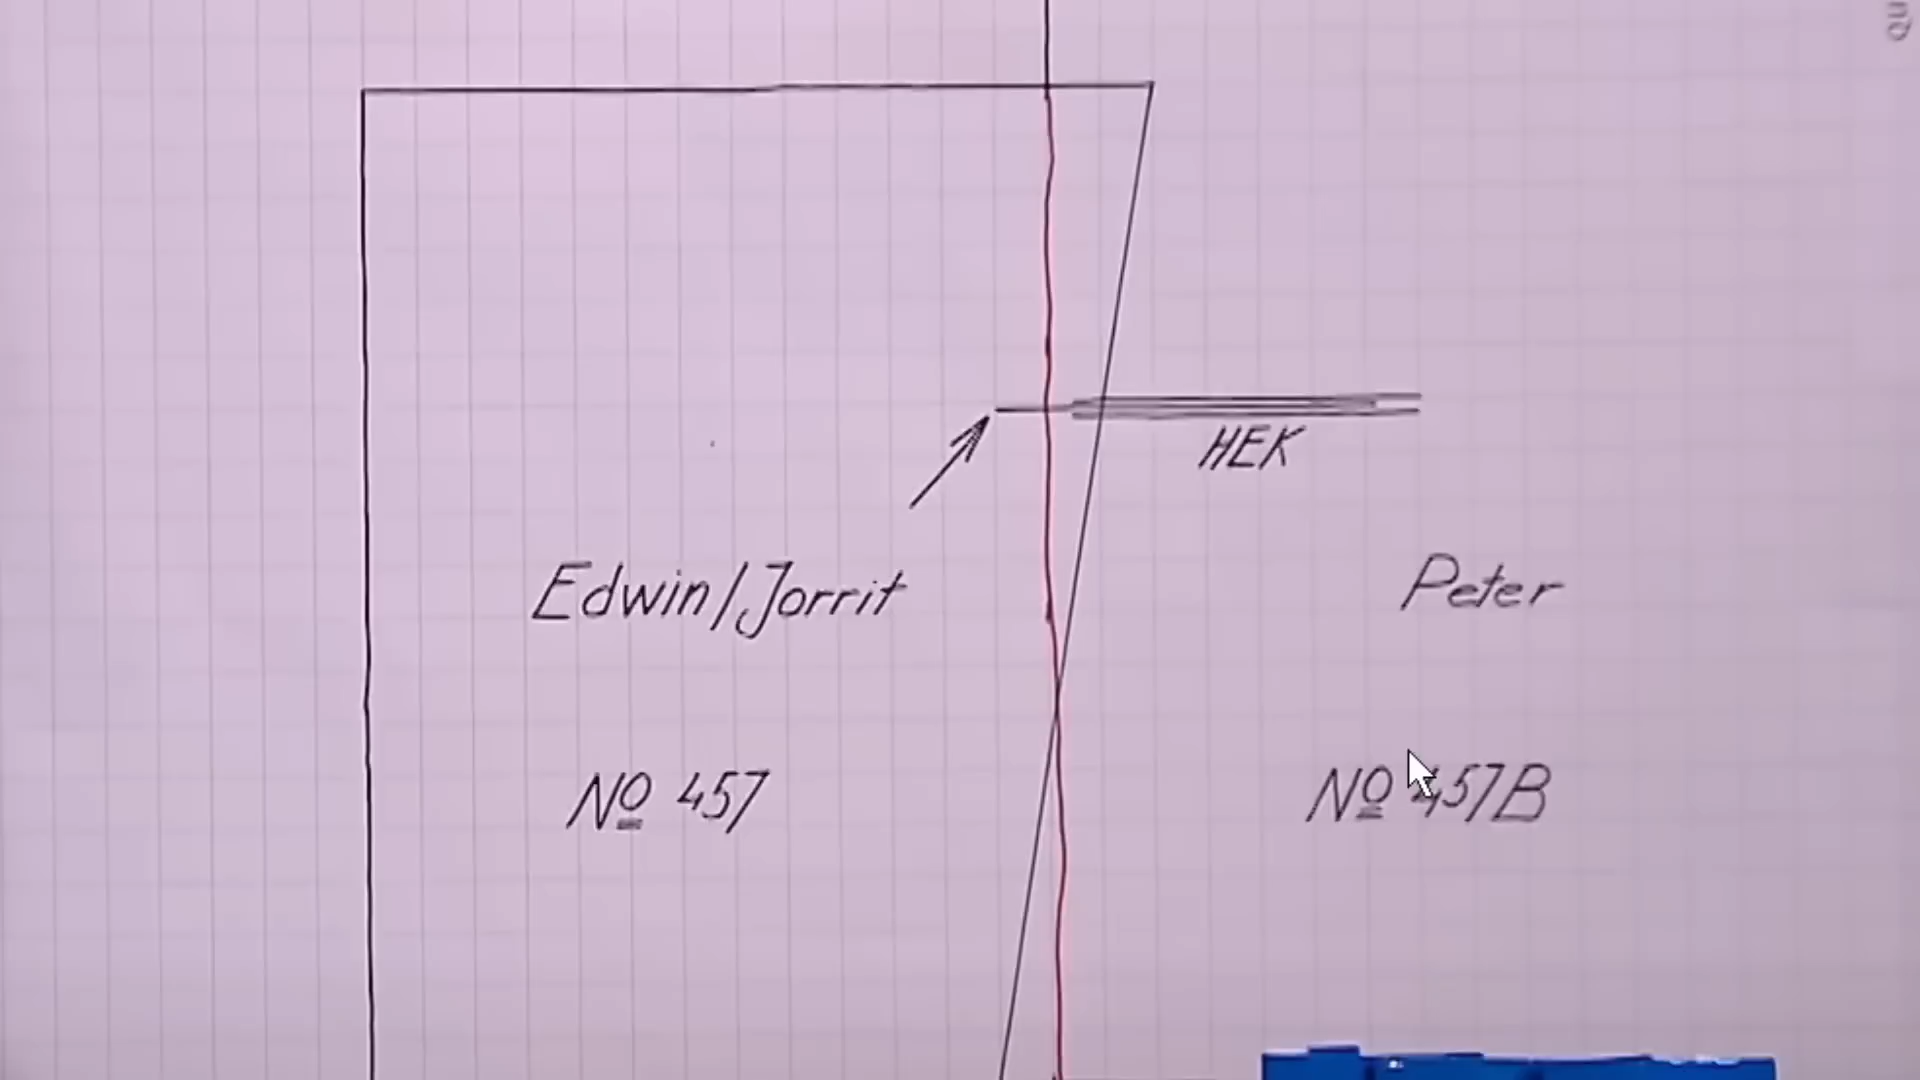 HEK
Edwin/Jorrit
Peter
Nº 457
Nº 457B